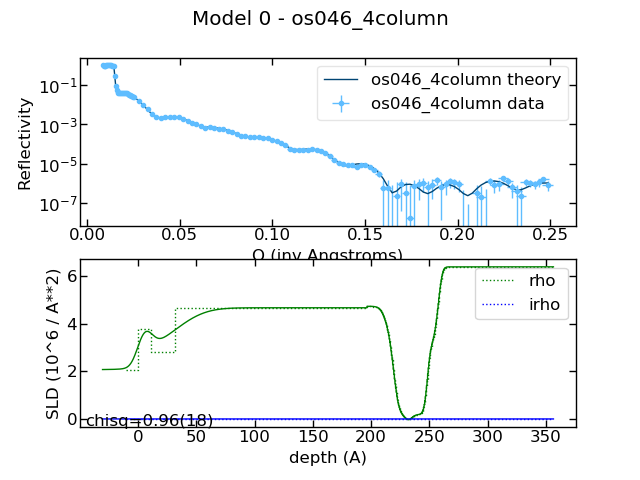 Model 0 - os046_4column
Reflectivity
10⁻¹
10⁻³
10⁻⁵
10⁻⁷
os046_4column theory
os046_4column data
0.00 0.05 0.10 0.15 0.20 0.25
Q (inv Angstroms)
SLD (10^6 / A**2)
6
4
2
0
rho
irho
chisq=0.96(18)
0 50 100 150 200 250 300 350
depth (A)